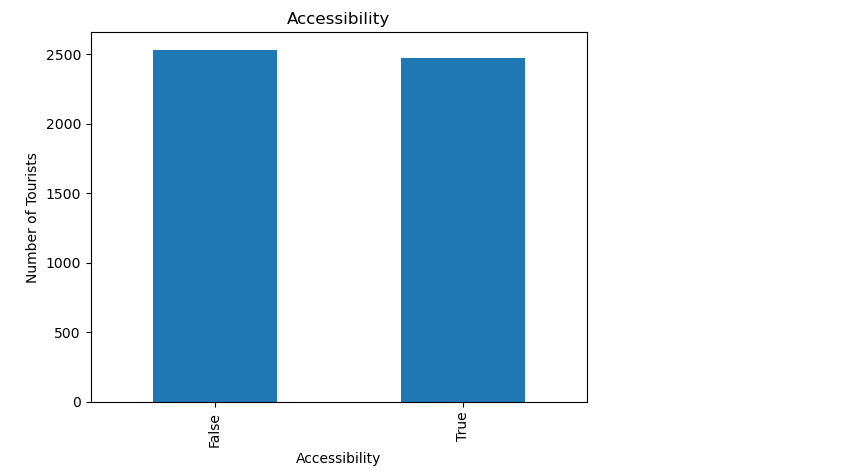 Accessibility
2500
2000
1500
1000
500
0
Number of Tourists
False
True
Accessibility